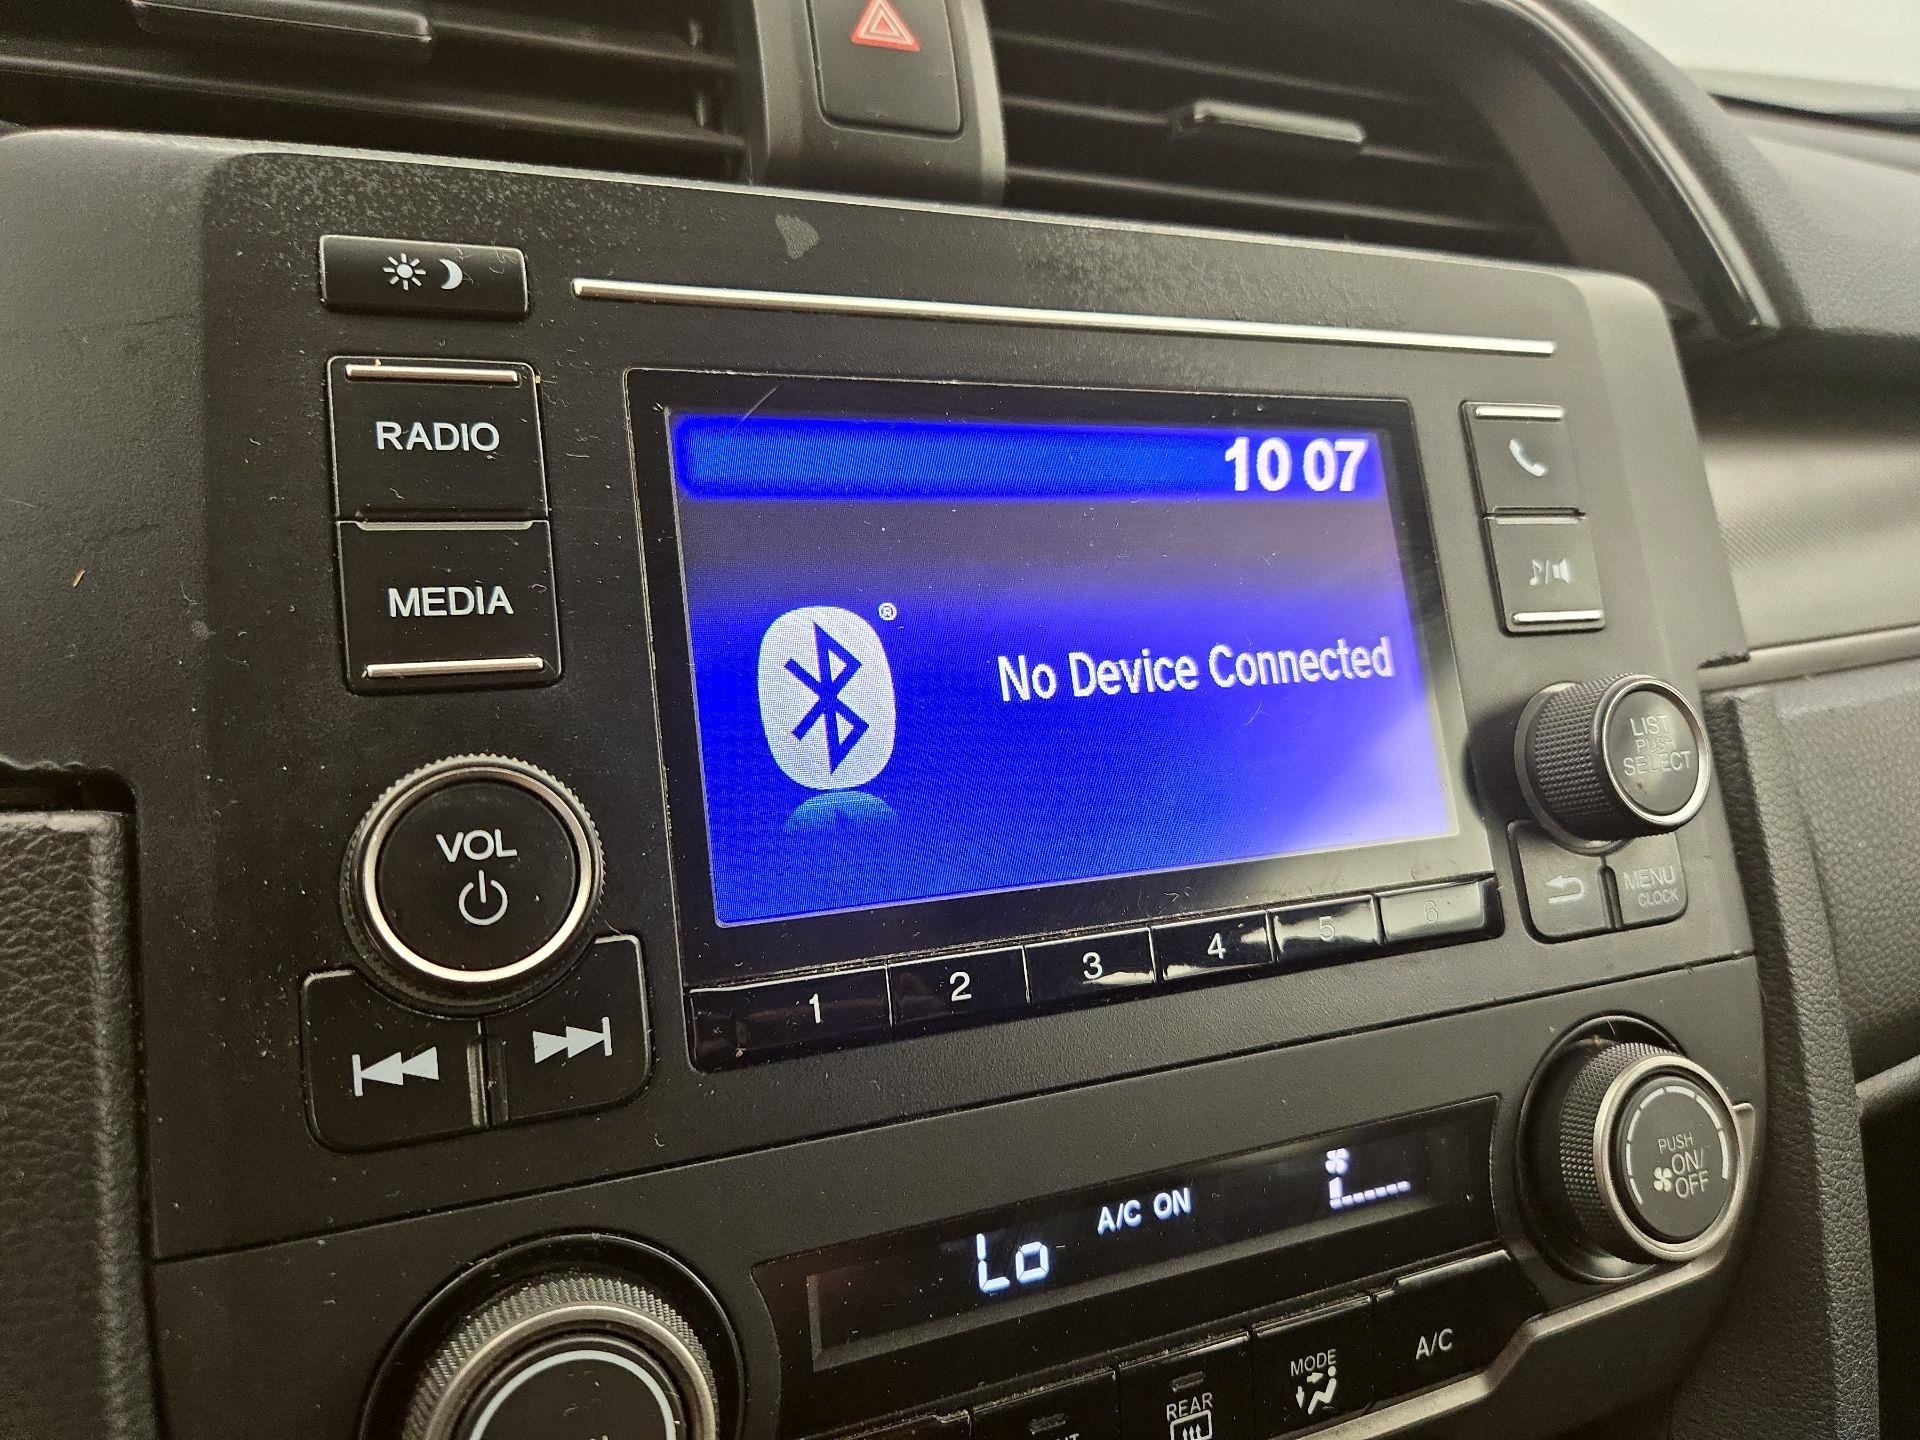 RADIO
MEDIA
VOL
10 07
®
No Device Connected
LIST
PUSH
SELECT
MENU
CLOCK
1 2 3 4 5 6
PUSH
ON/
OFF
Lo
A/C ON
REAR
MODE
A/C